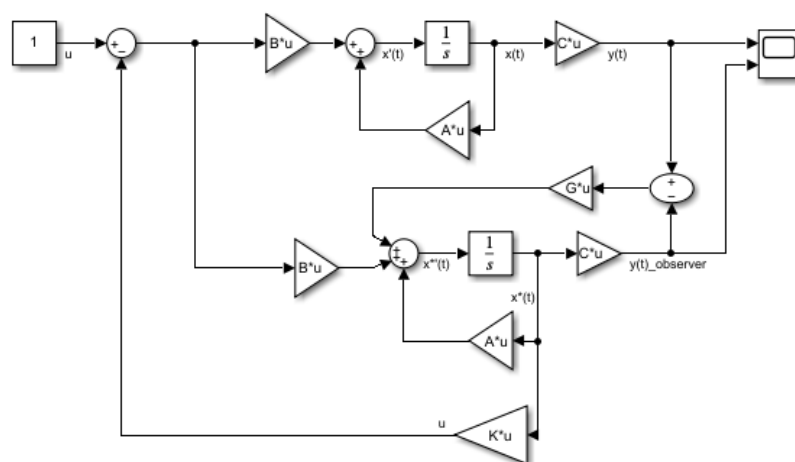 1
u
+
−
B*u
+
+
x'(t)
1
s
x(t)
C*u
y(t)
A*u
G*u
+
−
B*u
+
+
+
x*'(t)
1
s
C*u
y(t)_observer
x*(t)
A*u
u
K*u